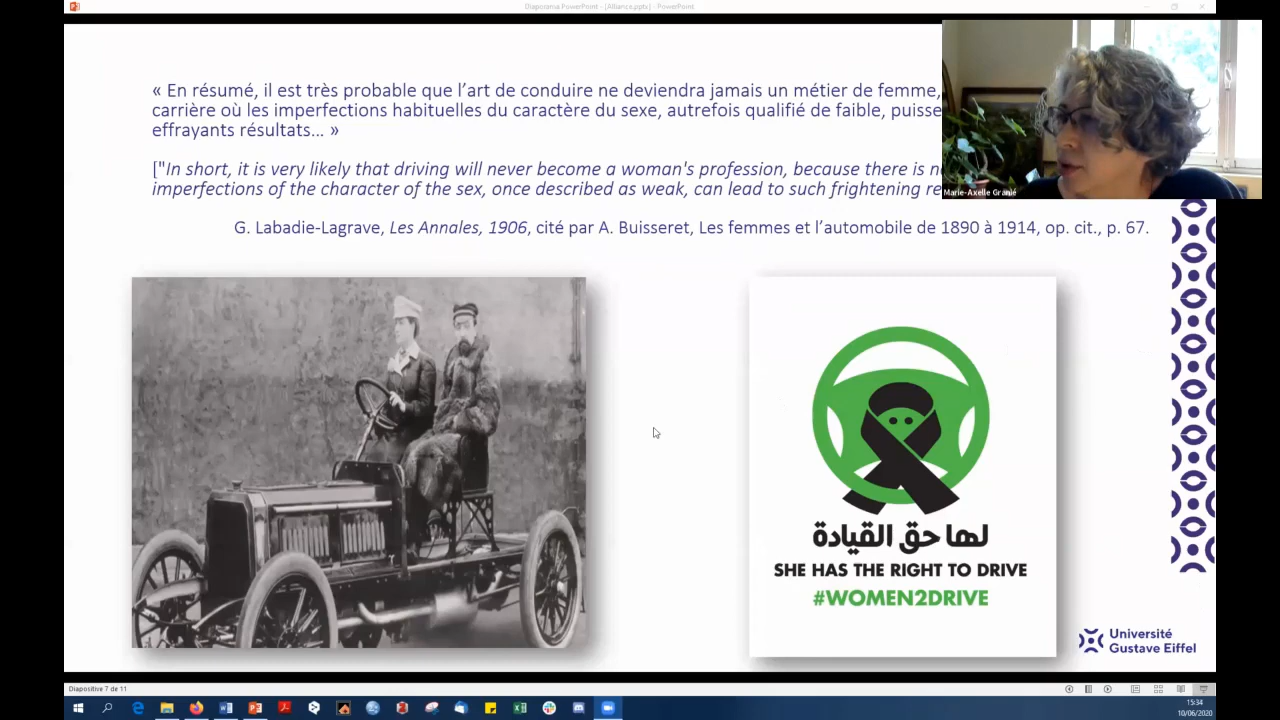 Diaporama PowerPoint - [Alliance.pptx] - PowerPoint
« En résumé, il est très probable que l’art de conduire ne deviendra jamais un métier de femme,
carrière où les imperfections habituelles du caractère du sexe, autrefois qualifié de faible, puisse
effrayants résultats... »
["In short, it is very likely that driving will never become a woman's profession, because there is n
imperfections of the character of the sex, once described as weak, can lead to such frightening re
Marie-Axelle Granié
G. Labadie-Lagrave, Les Annales, 1906, cité par A. Buisseret, Les femmes et l’automobile de 1890 à 1914, op. cit., p. 67.
لها حق القيادة
SHE HAS THE RIGHT TO DRIVE
#WOMEN2DRIVE
Université
Gustave Eiffel
Diapositive 7 de 11
15:34
10/06/2020